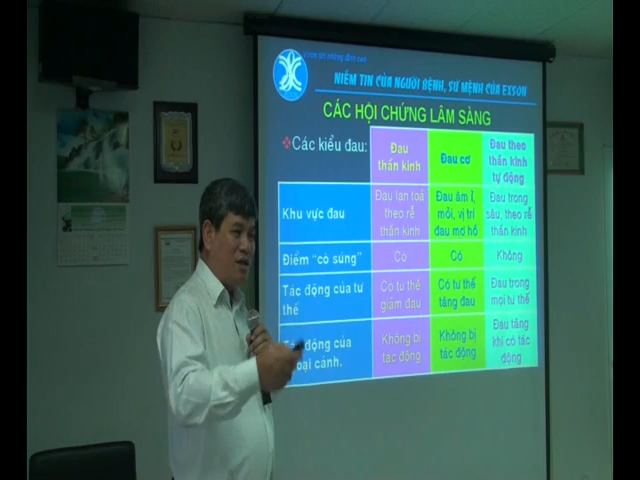 Vươn tới những đỉnh cao
NIỀM TIN CỦA NGƯỜI BỆNH, SỨ MỆNH CỦA EXSON
CÁC HỘI CHỨNG LÂM SÀNG
Các kiểu đau:
Đau
thần kinh
Đau cơ
Đau theo
thần kinh
tự động
Khu vực đau
Đau lan toả
theo rễ
thần kinh
Đau âm ỉ,
mỏi, vị trí
đau mơ hồ
Đau trong
sâu, theo rễ
thần kinh
Điểm “cò súng”
Có
Có
Không
Tác động của tư
thế
Có tư thế
giảm đau
Có tư thế
tăng đau
Đau trong
mọi tư thế
động của
cảnh.
Không bị
tác động
Không bị
tác động
Đau tăng
khi có tác
động